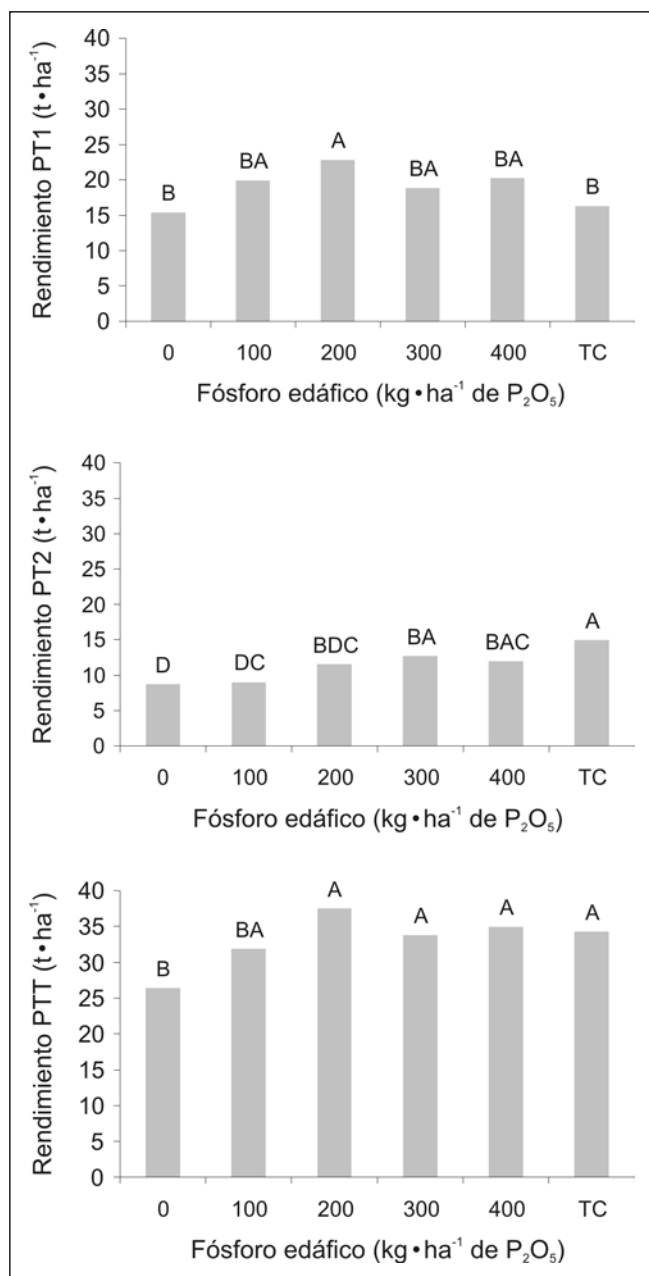 Rendimiento PT1 (t•ha⁻¹)
40
35
30
25
20
15
10
5
0
B BA A BA BA B
0 100 200 300 400 TC
Fósforo edáfico (kg•ha⁻¹ de P₂O₅)
Rendimiento PT2 (t•ha⁻¹)
40
35
30
25
20
15
10
5
0
D DC BDC BA BAC A
0 100 200 300 400 TC
Fósforo edáfico (kg•ha⁻¹ de P₂O₅)
Rendimiento PTT (t•ha⁻¹)
40
35
30
25
20
15
10
5
0
B BA A A A A
0 100 200 300 400 TC
Fósforo edáfico (kg•ha⁻¹ de P₂O₅)